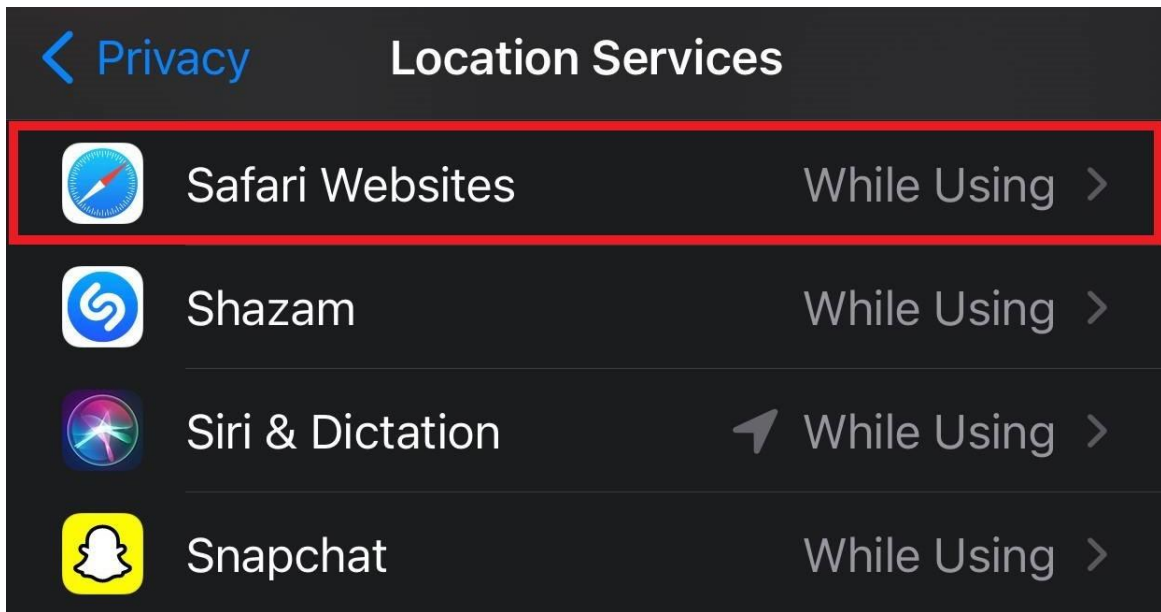 Privacy Location Services
Safari Websites While Using
Shazam While Using
Siri & Dictation While Using
Snapchat While Using